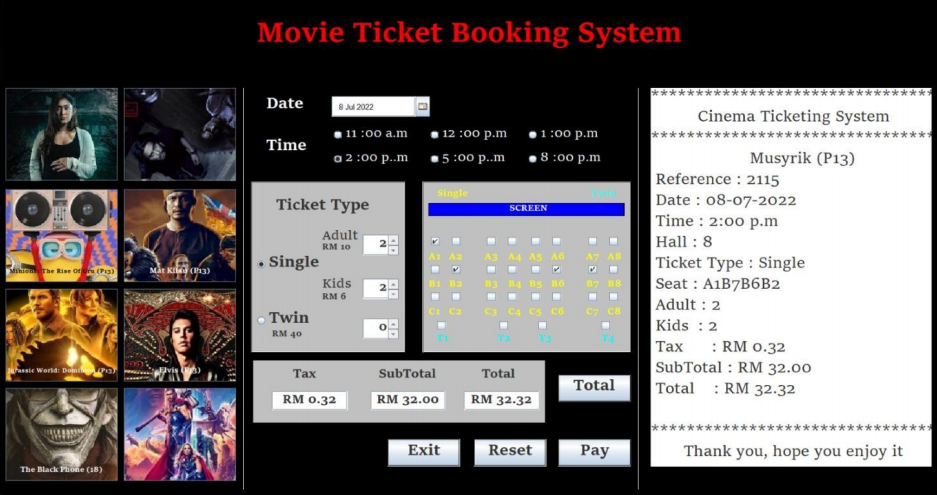 Movie Ticket Booking System
Minions: The Rise Of Gru (P13)
Mat Kilau (P13)
Jurassic World: Dominion (P13)
Elvis (P13)
The Black Phone (18)
Date
8 Jul 2022
Time
11 :00 a.m
12 :00 p.m
1 :00 p.m
2 :00 p..m
5 :00 p..m
8 :00 p.m
Ticket Type
Adult
RM 10
2
Single
Kids
RM 6
2
Twin
RM 40
0
Single
Twin
SCREEN
A1 A2 A3 A4 A5 A6 A7 A8
B1 B2 B3 B4 B5 B6 B7 B8
C1 C2 C3 C4 C5 C6 C7 C8
T1 T2 T3 T4
Tax SubTotal Total
RM 0.32 RM 32.00 RM 32.32
Total
Exit
Reset
Pay
************************************
Cinema Ticketing System
************************************
Musyrik (P13)
Reference : 2115
Date : 08-07-2022
Time : 2:00 p.m
Hall : 8
Ticket Type : Single
Seat : A1B7B6B2
Adult : 2
Kids : 2
Tax : RM 0.32
SubTotal : RM 32.00
Total : RM 32.32
************************************
Thank you, hope you enjoy it